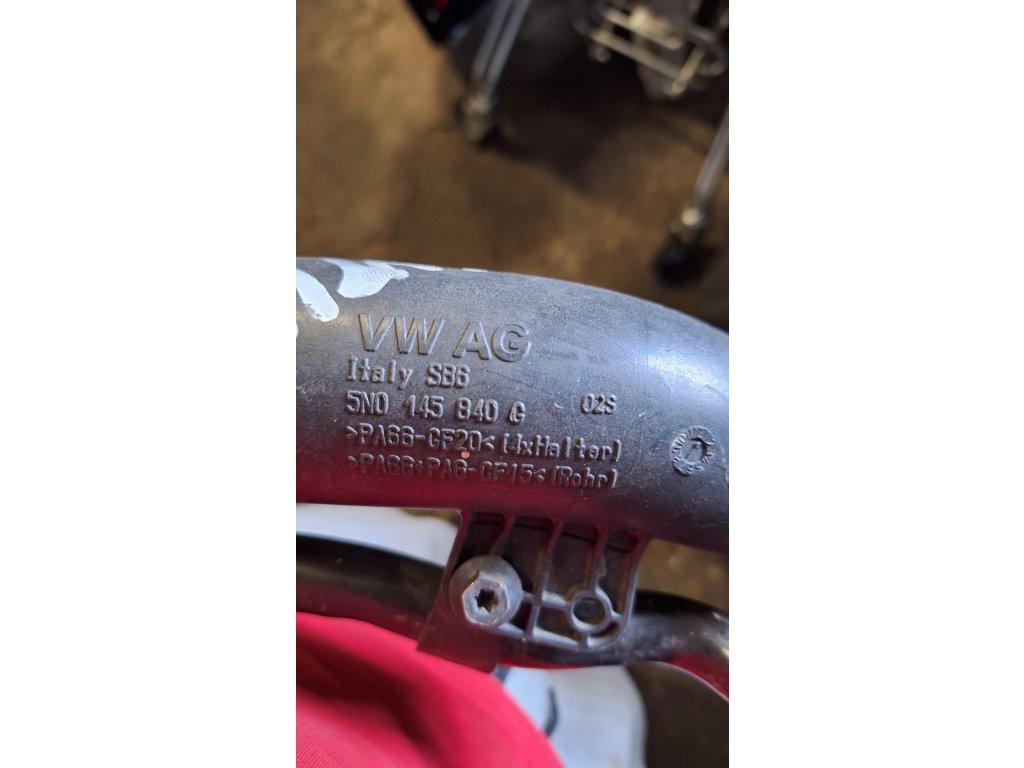 VW AG
Italy SB6
5N0 145 840 G 02S
>PA66-GF20< (4xHalter)
>PA66+PA6-GF15< (Rohr)